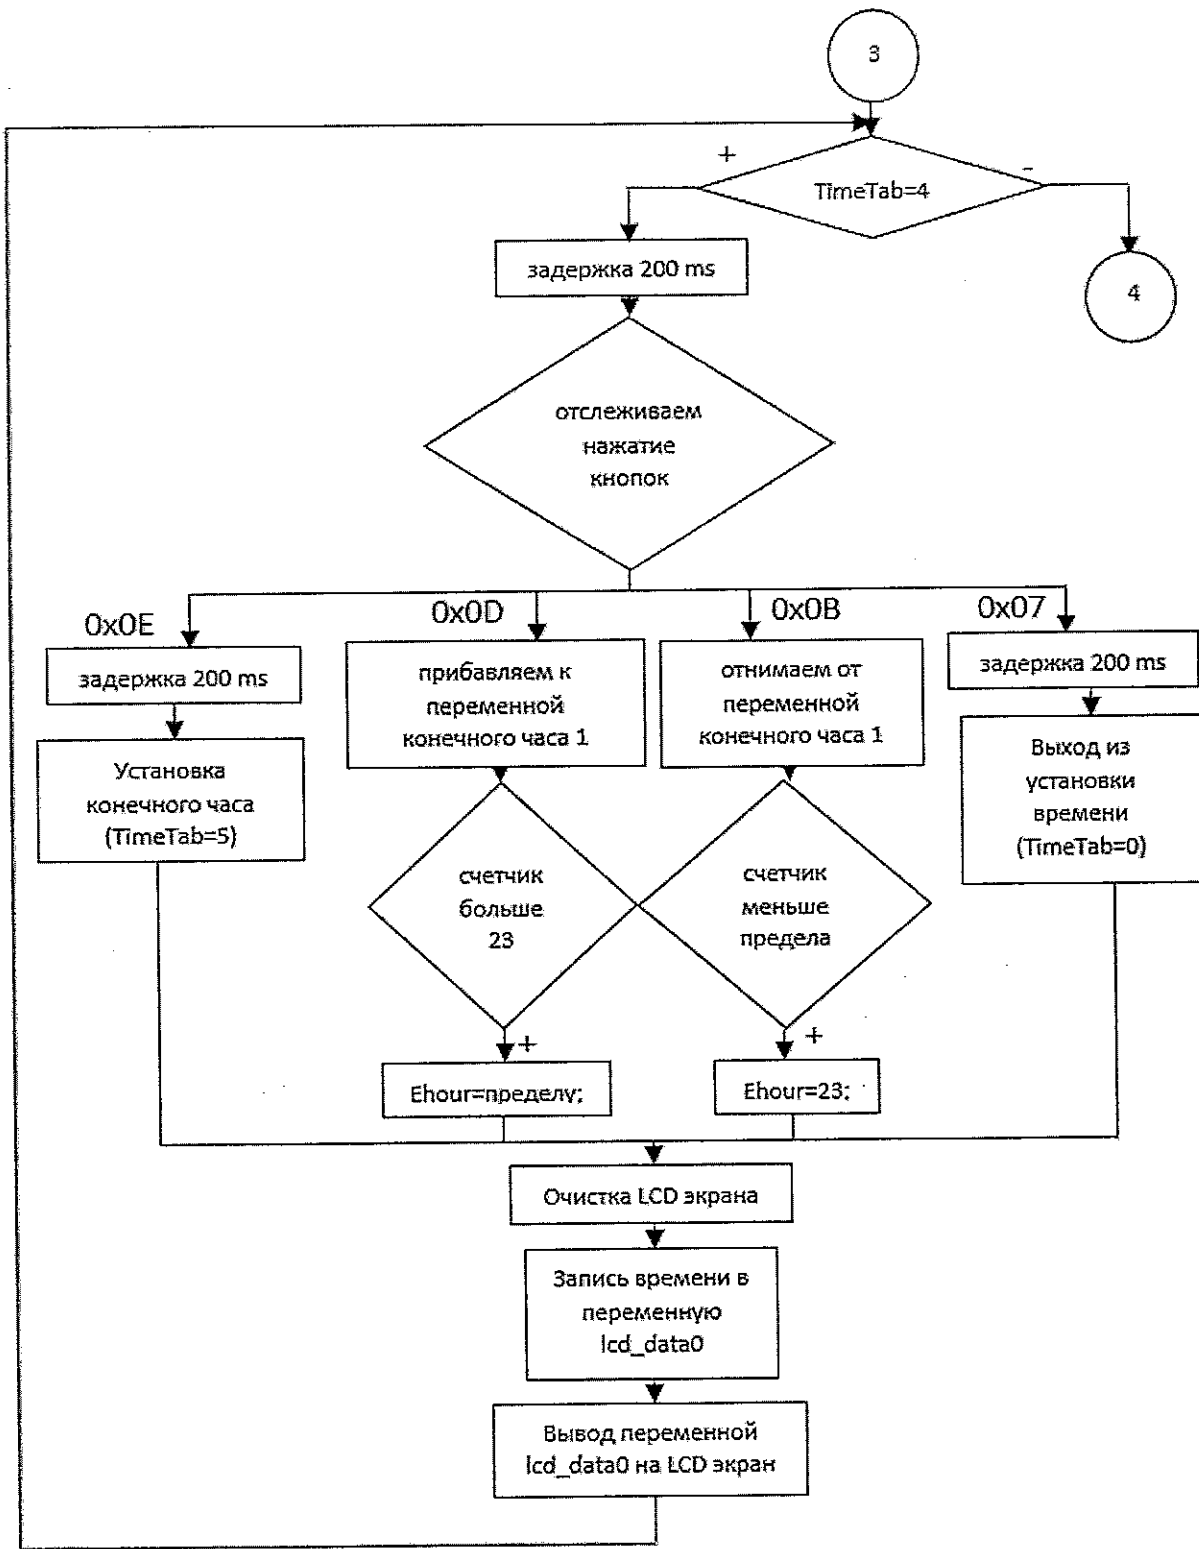 3
+
-
TimeTab=4
задержка 200 ms
4
отслеживаем
нажатие
кнопок
0x0E
0x0D
0x0B
0x07
задержка 200 ms
прибавляем к
переменной
конечного часа 1
отнимаем от
переменной
конечного часа 1
задержка 200 ms
Установка
конечного часа
(TimeTab=5)
Выход из
установки
времени
(TimeTab=0)
счетчик
больше
23
счетчик
меньше
предела
+
+
Ehour=пределу;
Ehour=23;
Очистка LCD экрана
Запись времени в
переменную
lcd_data0
Вывод переменной
lcd_data0 на LCD экран